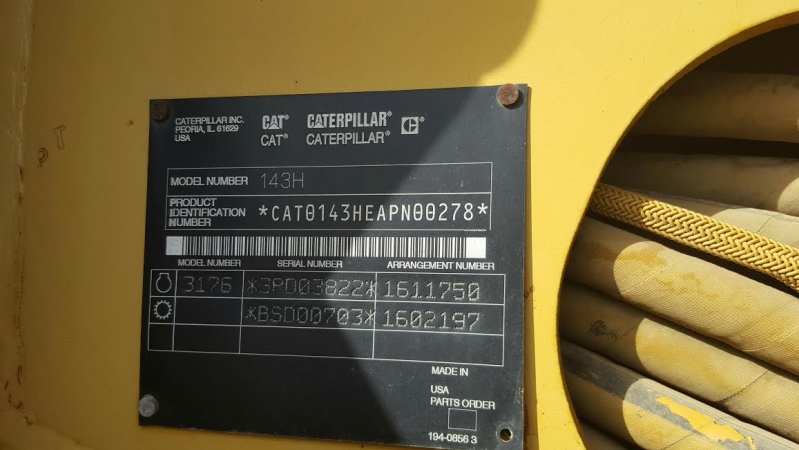 CATERPILLAR INC.
PEORIA, IL. 61629
USA
CAT® CATERPILLAR® C®
CAT® CATERPILLAR®
MODEL NUMBER 143H
PRODUCT
IDENTIFICATION
NUMBER
*CAT0143HEAPN00278*
MODEL NUMBER SERIAL NUMBER ARRANGEMENT NUMBER
3176 *3PD03822* 1611750
*BSD00703* 1602197
MADE IN
USA
PARTS ORDER
194-0856 3